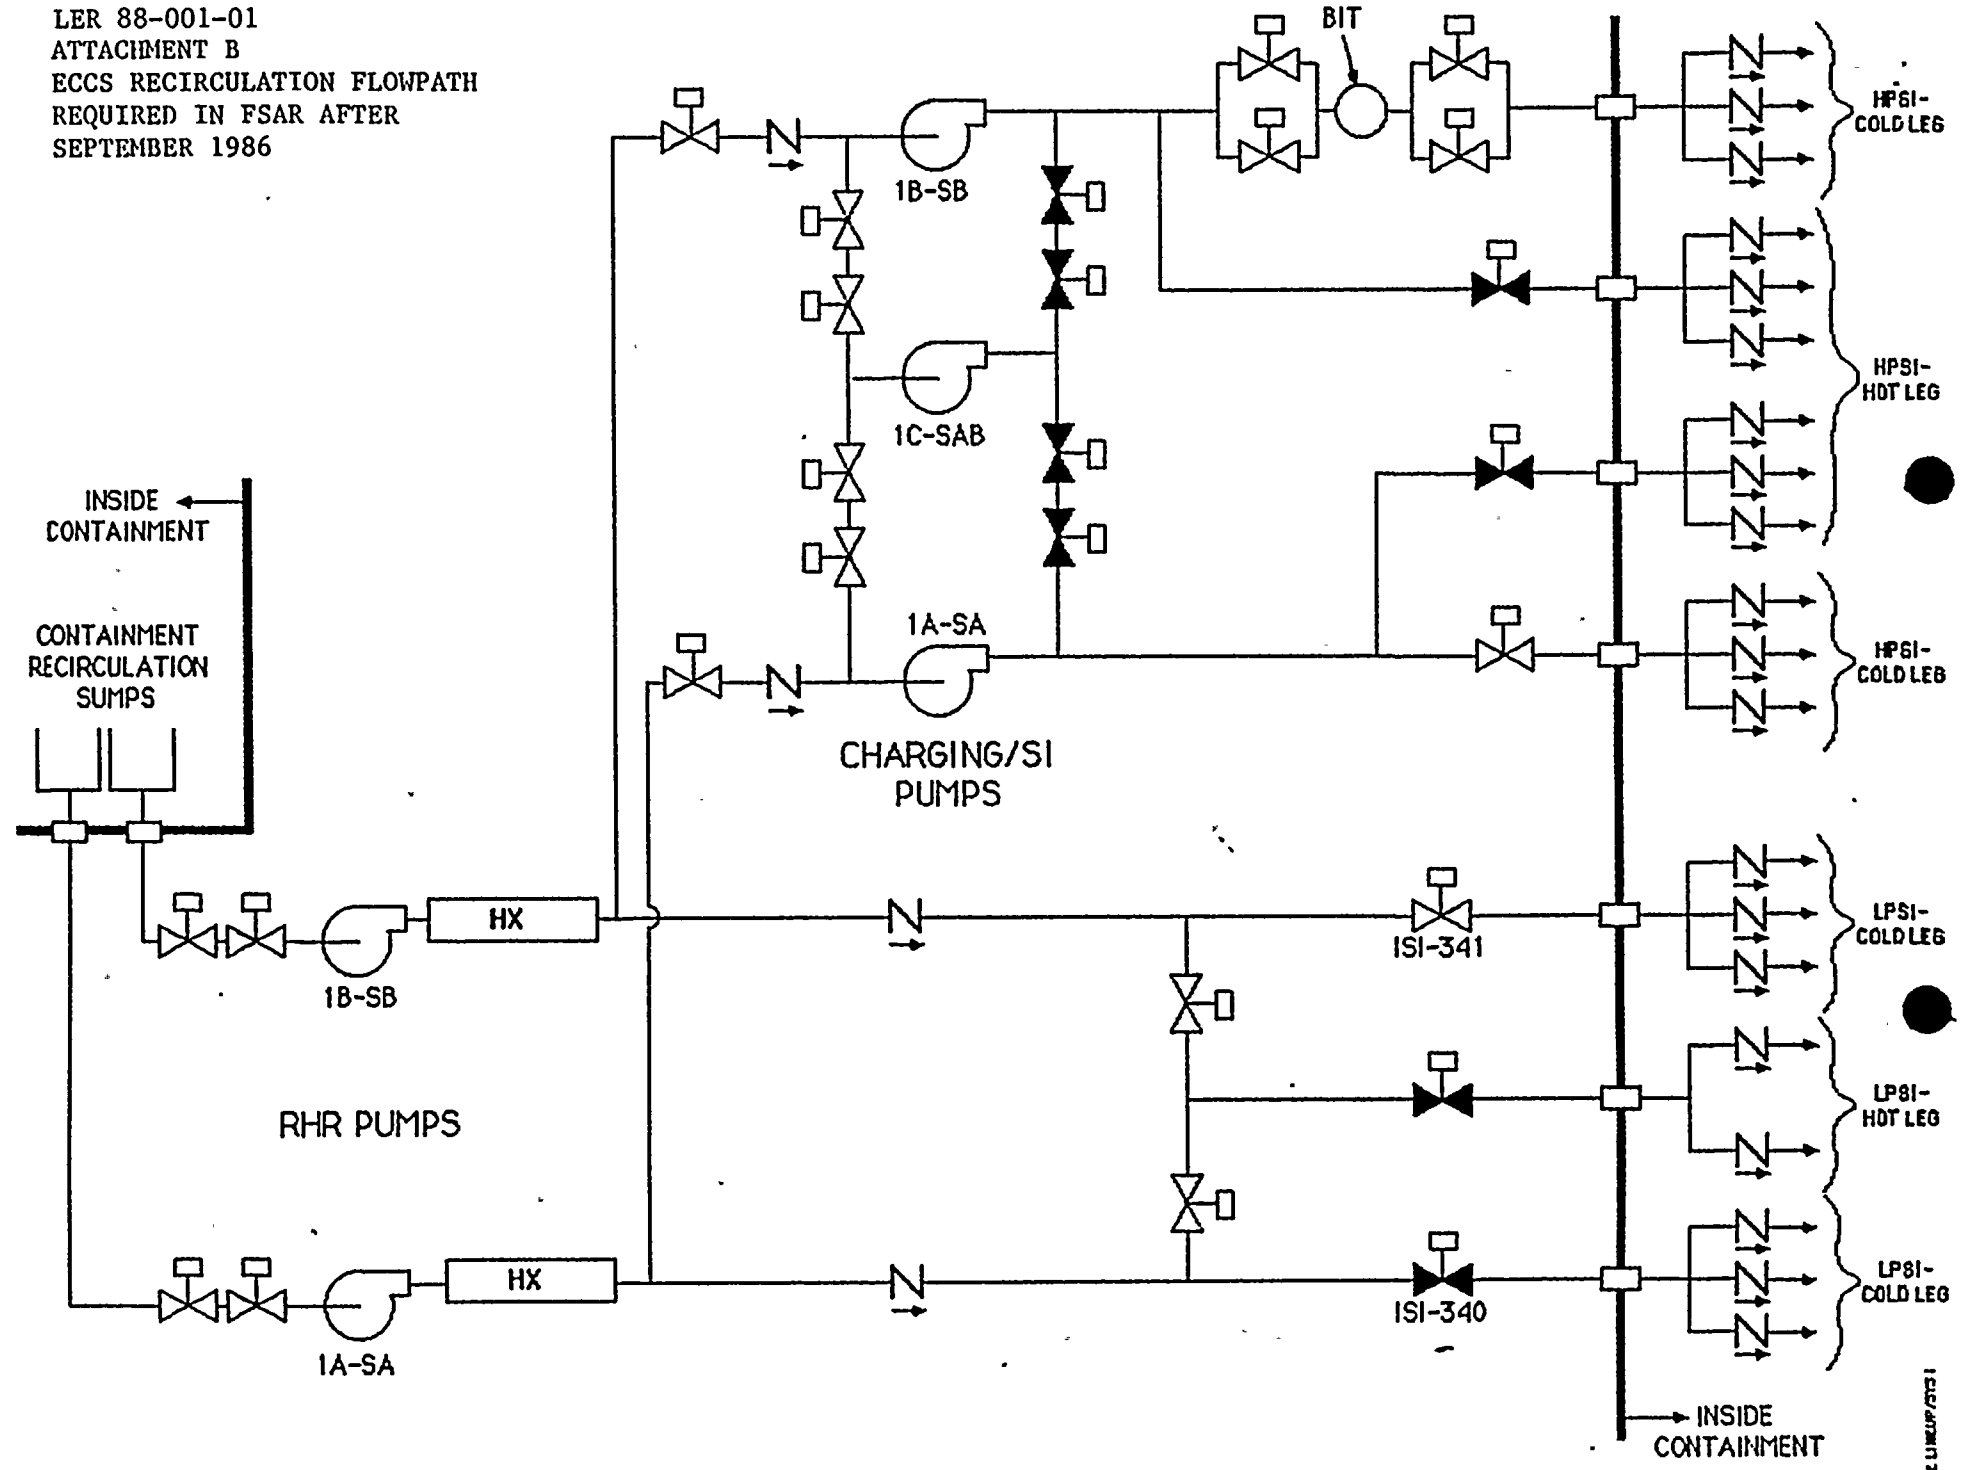 LER 88-001-01
ATTACHMENT B
ECCS RECIRCULATION FLOWPATH
REQUIRED IN FSAR AFTER
SEPTEMBER 1986
BIT
HPSI-
COLD LEG
1B-SB
HPSI-
HOT LEG
1C-SAB
INSIDE
CONTAINMENT
CONTAINMENT
RECIRCULATION
SUMPS
1A-SA
HPSI-
COLD LEG
CHARGING/SI
PUMPS
HX
1B-SB
ISI-341
LPSI-
COLD LEG
RHR PUMPS
LPSI-
HOT LEG
HX
1A-SA
ISI-340
LPSI-
COLD LEG
INSIDE
CONTAINMENT